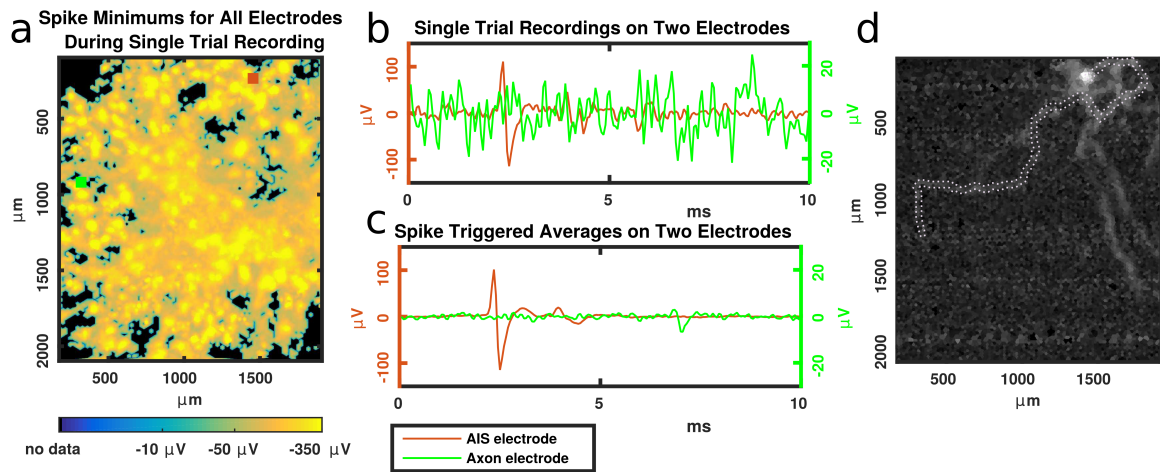 a
Spike Minimums for All Electrodes
During Single Trial Recording
500
1000
1500
2000
μm
500
1000
1500
μm
no data
-10 μV
-50 μV
-350 μV
b
Single Trial Recordings on Two Electrodes
100
0
-100
μV
20
0
-20
μV
0
5
10
ms
c
Spike Triggered Averages on Two Electrodes
100
0
-100
μV
20
0
-20
μV
0
5
10
ms
AIS electrode
Axon electrode
d
500
1000
1500
2000
μm
500
1000
1500
μm